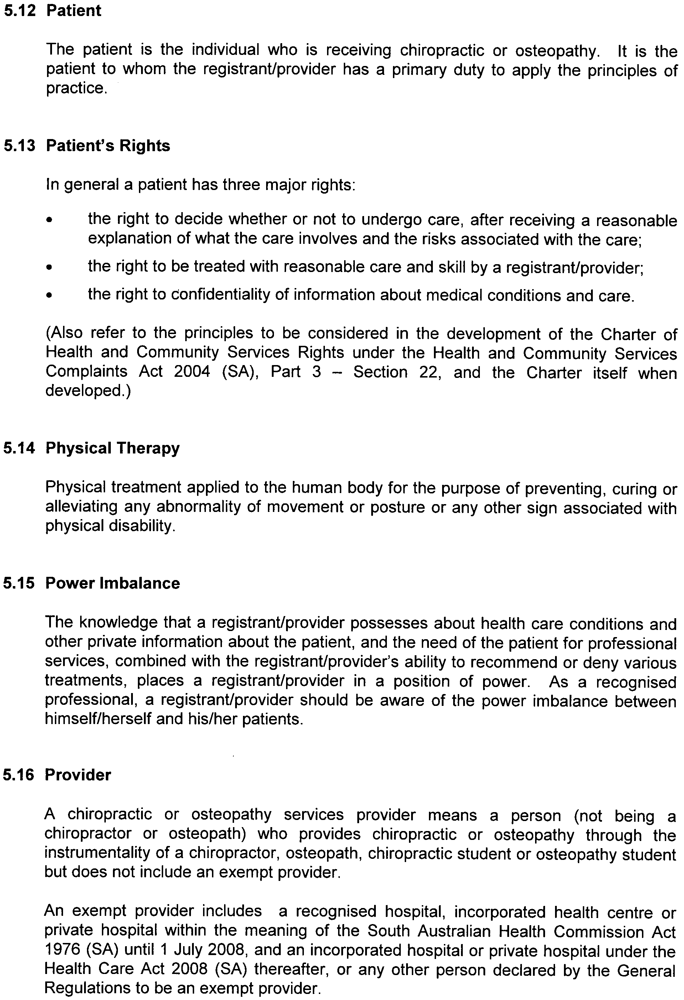 5.12 Patient
The patient is the individual who is receiving chiropractic or osteopathy. It is the
patient to whom the registrant/provider has a primary duty to apply the principles of
practice.
5.13 Patient's Rights
In general a patient has three major rights:
• the right to decide whether or not to undergo care, after receiving a reasonable
explanation of what the care involves and the risks associated with the care;
• the right to be treated with reasonable care and skill by a registrant/provider;
• the right to confidentiality of information about medical conditions and care.
(Also refer to the principles to be considered in the development of the Charter of
Health and Community Services Rights under the Health and Community Services
Complaints Act 2004 (SA), Part 3 – Section 22, and the Charter itself when
developed.)
5.14 Physical Therapy
Physical treatment applied to the human body for the purpose of preventing, curing or
alleviating any abnormality of movement or posture or any other sign associated with
physical disability.
5.15 Power Imbalance
The knowledge that a registrant/provider possesses about health care conditions and
other private information about the patient, and the need of the patient for professional
services, combined with the registrant/provider's ability to recommend or deny various
treatments, places a registrant/provider in a position of power. As a recognised
professional, a registrant/provider should be aware of the power imbalance between
himself/herself and his/her patients.
5.16 Provider
A chiropractic or osteopathy services provider means a person (not being a
chiropractor or osteopath) who provides chiropractic or osteopathy through the
instrumentality of a chiropractor, osteopath, chiropractic student or osteopathy student
but does not include an exempt provider.
An exempt provider includes a recognised hospital, incorporated health centre or
private hospital within the meaning of the South Australian Health Commission Act
1976 (SA) until 1 July 2008, and an incorporated hospital or private hospital under the
Health Care Act 2008 (SA) thereafter, or any other person declared by the General
Regulations to be an exempt provider.